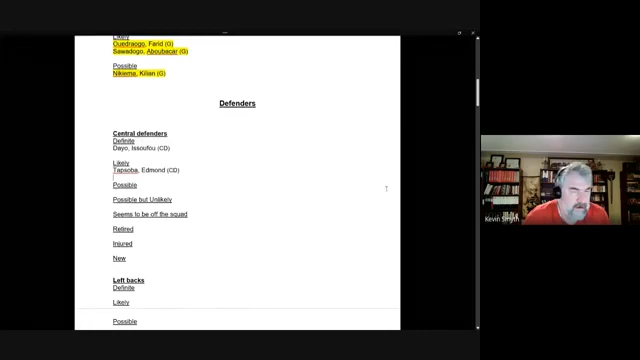 Likely
Ouedraogo, Farid (G)
Sawadogo, Aboubacar (G)
Possible
Nikiema, Kilian (G)
Defenders
Central defenders
Definite
Dayo, Issoufou (CD)
Likely
Tapsoba, Edmond (CD)
Possible
Possible but Unlikely
Seems to be off the squad
Retired
Injured
New
Left backs
Definite
Likely
Possible
Kevin Smyth